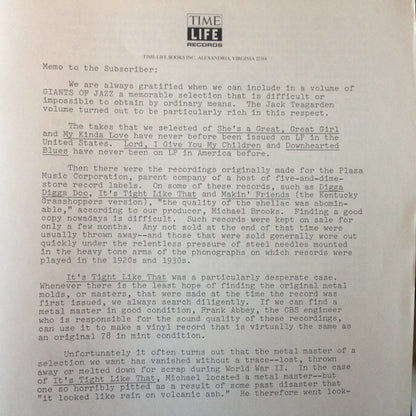 TIME
LIFE
RECORDS
TIME-LIFE BOOKS INC. ALEXANDRIA, VIRGINIA 22314
Memo to the Subscriber:
We are always gratified when we can include in a volume of
GIANTS OF JAZZ a memorable selection that is difficult or
impossible to obtain by ordinary means. The Jack Teagarden
volume turned out to be particularly rich in this respect.
The takes that we selected of She's a Great, Great Girl
and My Kinda Love have never before been issued on LP in the
United States. Lord, I Give You My Children and Downhearted
Blues have never been on LP in America before.
Then there were the recordings originally made for the Plaza
Music Corporation, parent company of a host of five-and-dime-
store record labels. On some of these records, such as Digga
Digga Doo, It's Tight Like That and Makin' Friends (the Kentucky
Grasshoppers version), "the quality of the shellac was abomin-
able," according to our producer, Michael Brooks. Finding a good
copy nowadays is difficult. Such records were kept on sale for
only a few months. Any not sold at the end of that time were
usually thrown away--and those that were sold generally wore out
quickly under the relentless pressure of steel needles mounted
in the heavy tone arms of the phonographs on which records were
played in the 1920s and 1930s.
It's Tight Like That was a particularly desperate case.
Whenever there is the least hope of finding the original metal
molds, or masters, that were made at the time the record was
first issued, we always search diligently. If we can find a
metal master in good condition, Frank Abbey, the CBS engineer
who is responsible for the sound quality of these recordings,
can use it to make a vinyl record that is virtually the same as
an original 78 in mint condition.
Unfortunately it often turns out that the metal master of a
selection we want has vanished without a trace--lost, thrown
away or melted down for scrap during World War II. In the case
of It's Tight Like That, Michael located a metal master--but
one so horribly pitted as a result of some past disaster that
"it looked like rain on volcanic ash." He therefore went look-